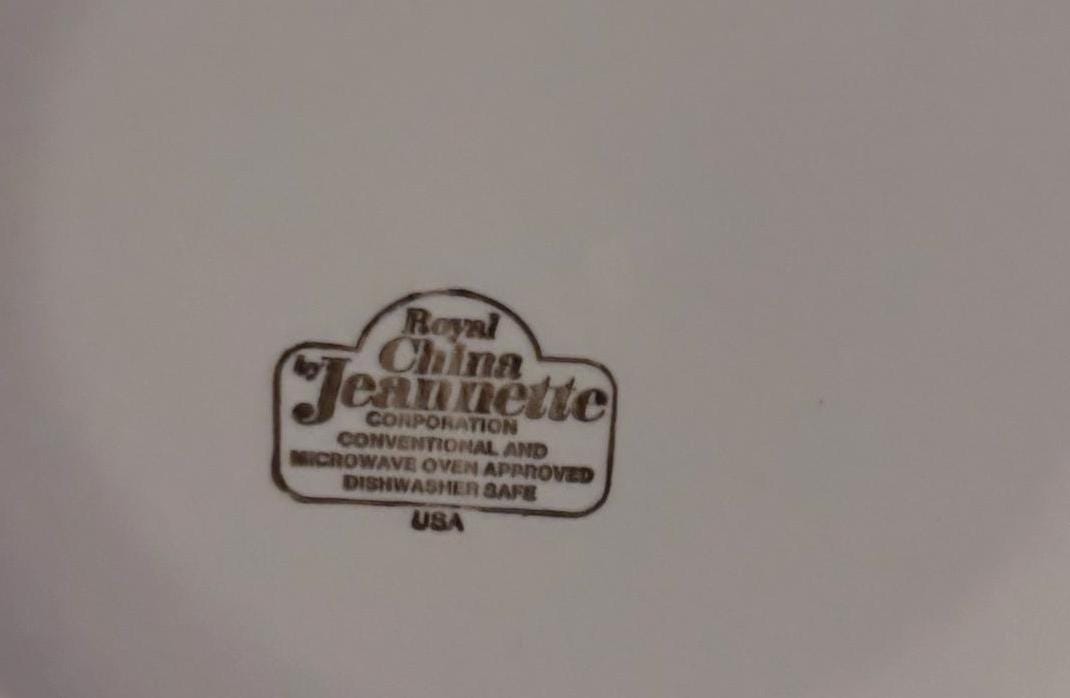 Royal
China
by Jeannette
CORPORATION
CONVENTIONAL AND
MICROWAVE OVEN APPROVED
DISHWASHER SAFE
USA